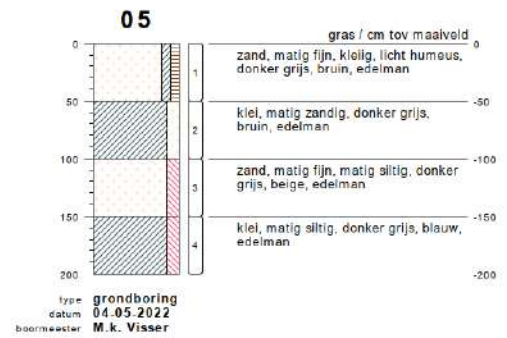 05
gras / cm tov maaiveld
0
0
zand, matig fijn, kleiig, licht humeus,
donker grijs, bruin, edelman
1
50
-50
klei, matig zandig, donker grijs,
bruin, edelman
2
100
-100
zand, matig fijn, matig siltig, donker
grijs, beige, edelman
3
150
-150
klei, matig siltig, donker grijs, blauw,
edelman
4
200
-200
type grondboring
datum 04-05-2022
boormeester M.k. Visser